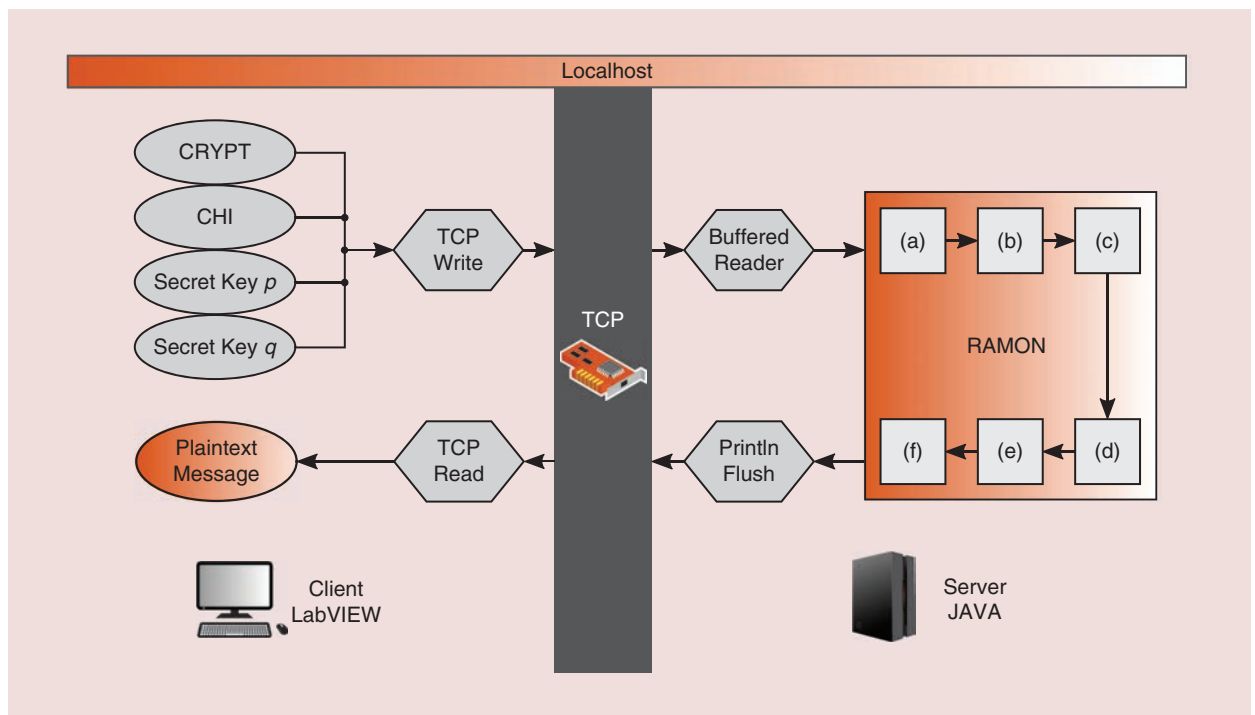 Localhost
CRYPT
CHI
Secret Key p
Secret Key q
TCP
Write
TCP
Buffered
Reader
(a)
(b)
(c)
RAMON
(f)
(e)
(d)
Plaintext
Message
TCP
Read
Println
Flush
Client
LabVIEW
Server
JAVA